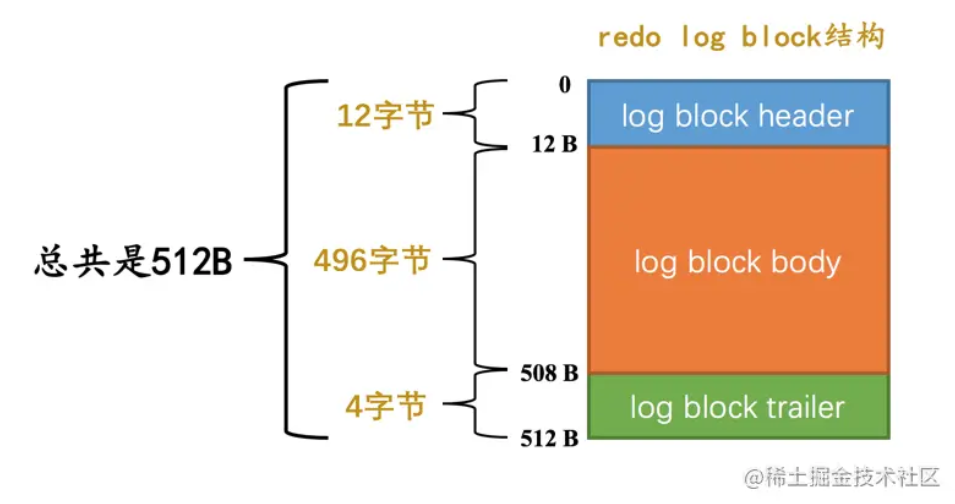 redo log block结构
0
12字节
log block header
12 B
总共是512B
496字节
log block body
508 B
4字节
log block trailer
512 B
@稀土掘金技术社区